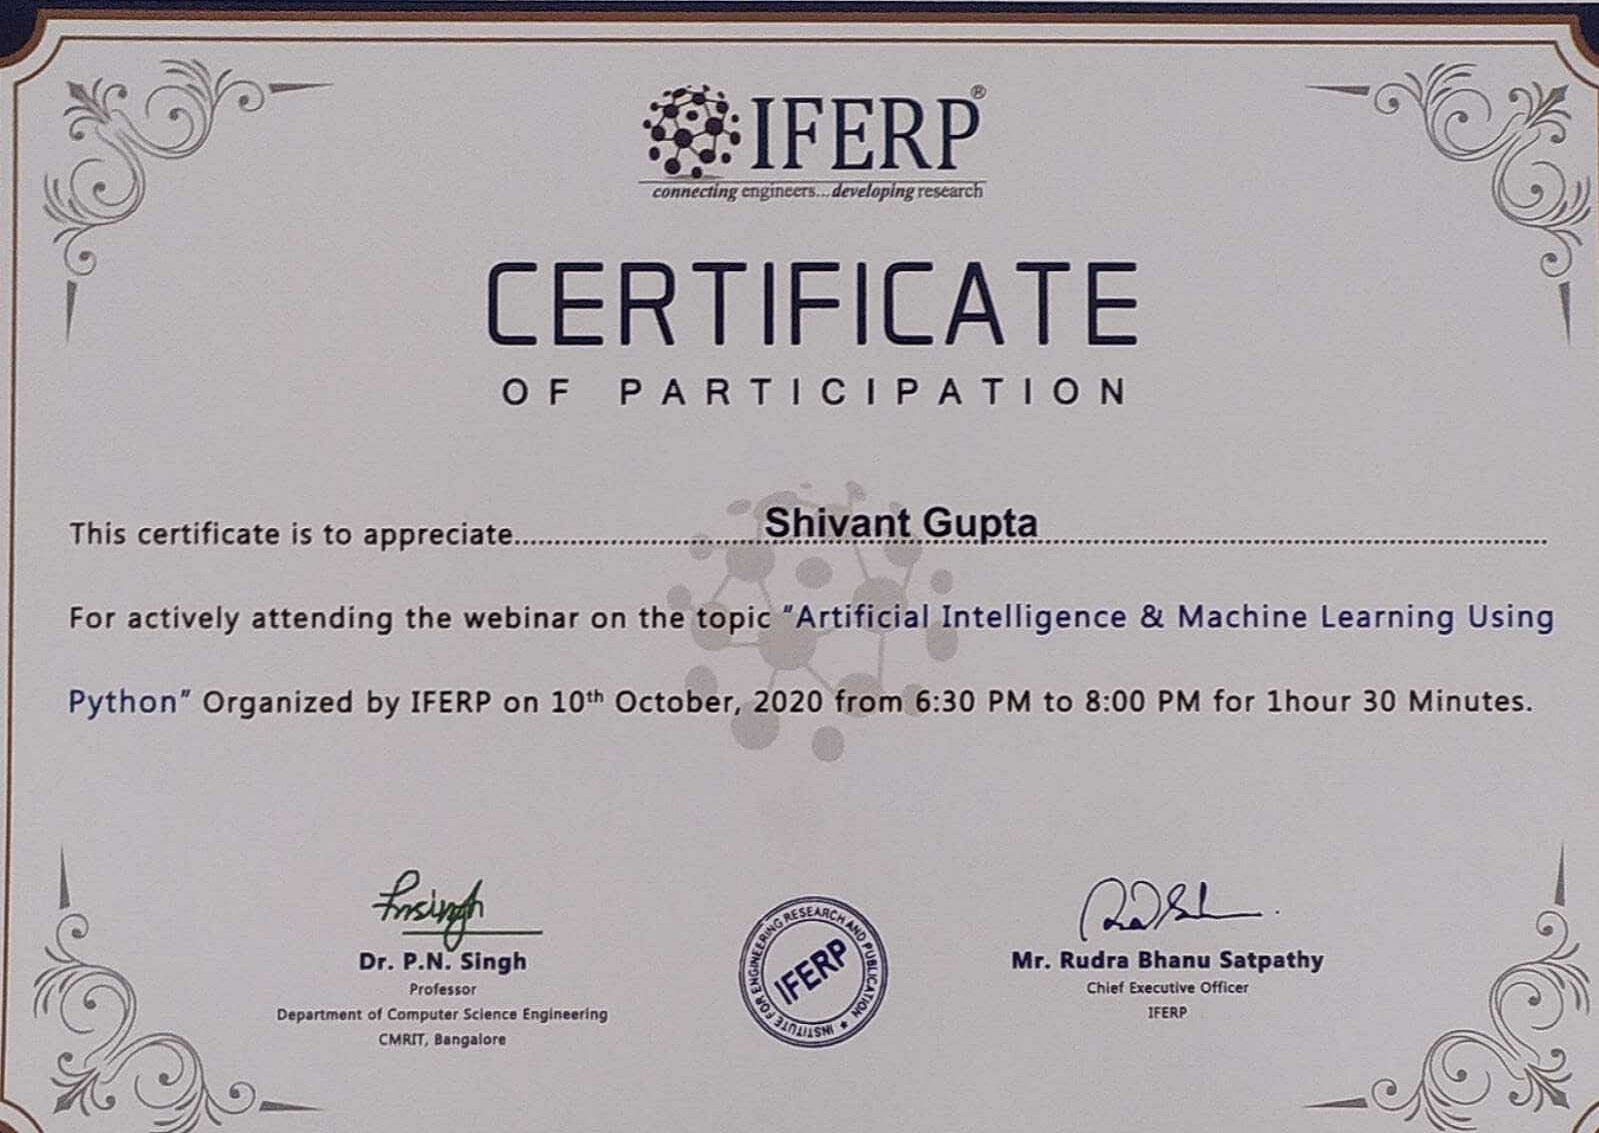 IFERP®
connecting engineers...developing research
CERTIFICATE
OF PARTICIPATION
This certificate is to appreciate..........Shivant Gupta..........
For actively attending the webinar on the topic “Artificial Intelligence & Machine Learning Using
Python” Organized by IFERP on 10th October, 2020 from 6:30 PM to 8:00 PM for 1hour 30 Minutes.
Pnsingh
Dr. P.N. Singh
Professor
Department of Computer Science Engineering
CMRIT, Bangalore
INSTITUTE FOR ENGINEERING RESEARCH AND PUBLICATION ★
IFERP
Mr. Rudra Bhanu Satpathy
Chief Executive Officer
IFERP